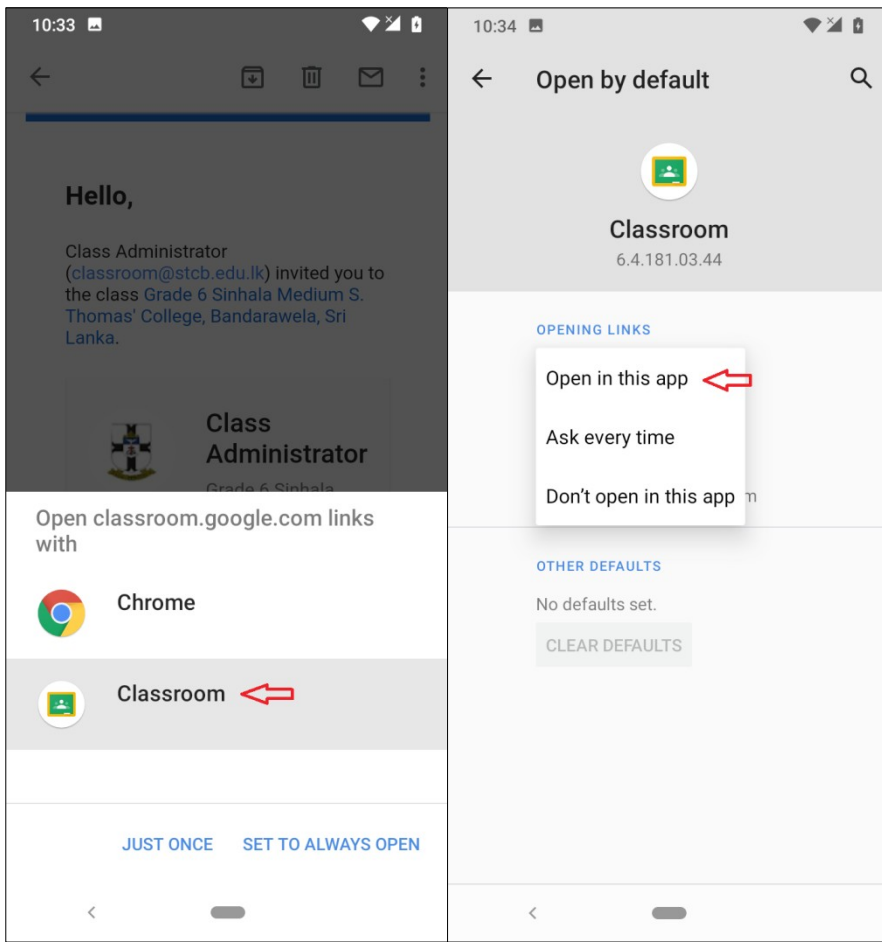 10:33
Hello,
Class Administrator
(classroom@stcb.edu.lk) invited you to
the class Grade 6 Sinhala Medium S.
Thomas' College, Bandarawela, Sri
Lanka.
Class
Administrator
Grade 6 Sinhala
Open classroom.google.com links
with
Chrome
Classroom
JUST ONCE SET TO ALWAYS OPEN
10:34
Open by default
Classroom
6.4.181.03.44
OPENING LINKS
Open in this app
Ask every time
Don't open in this app
m
OTHER DEFAULTS
No defaults set.
CLEAR DEFAULTS